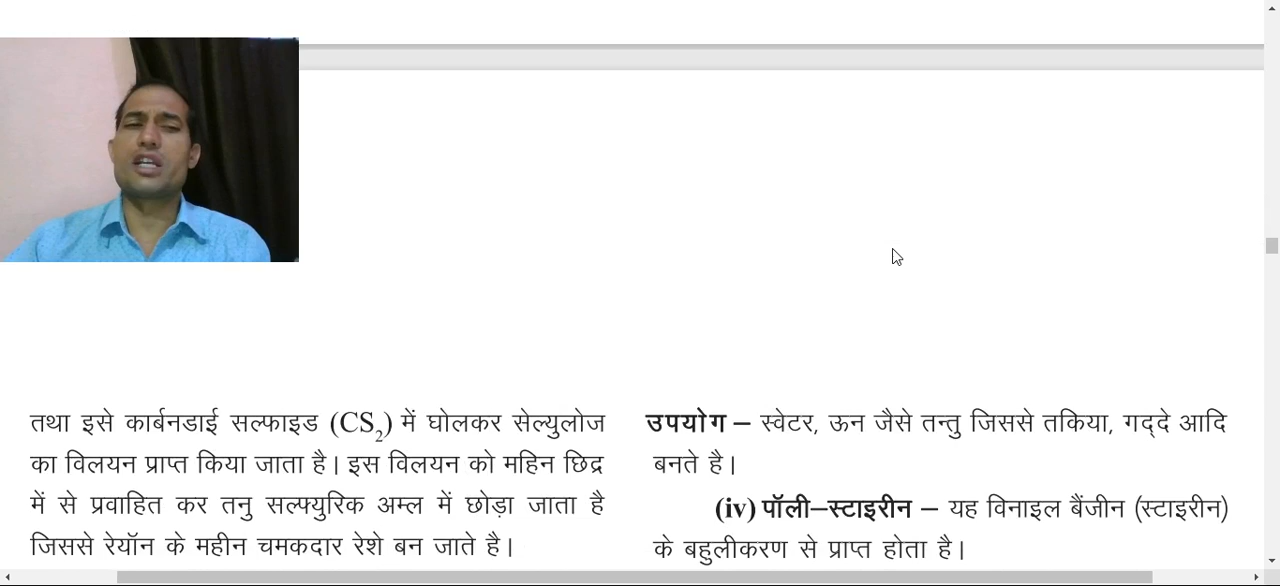 तथा इसे कार्बनडाई सल्फाइड (CS₂) में घोलकर सेल्युलोज
का विलयन प्राप्त किया जाता है। इस विलयन को महिन छिद्र
में से प्रवाहित कर तनु सल्फ्युरिक अम्ल में छोड़ा जाता है
जिससे रेयॉन के महीन चमकदार रेशे बन जाते है।
उपयोग – स्वेटर, ऊन जैसे तन्तु जिससे तकिया, गद्दे आदि
बनते है।
(iv) पॉली–स्टाइरीन – यह विनाइल बैंजीन (स्टाइरीन)
के बहुलीकरण से प्राप्त होता है।